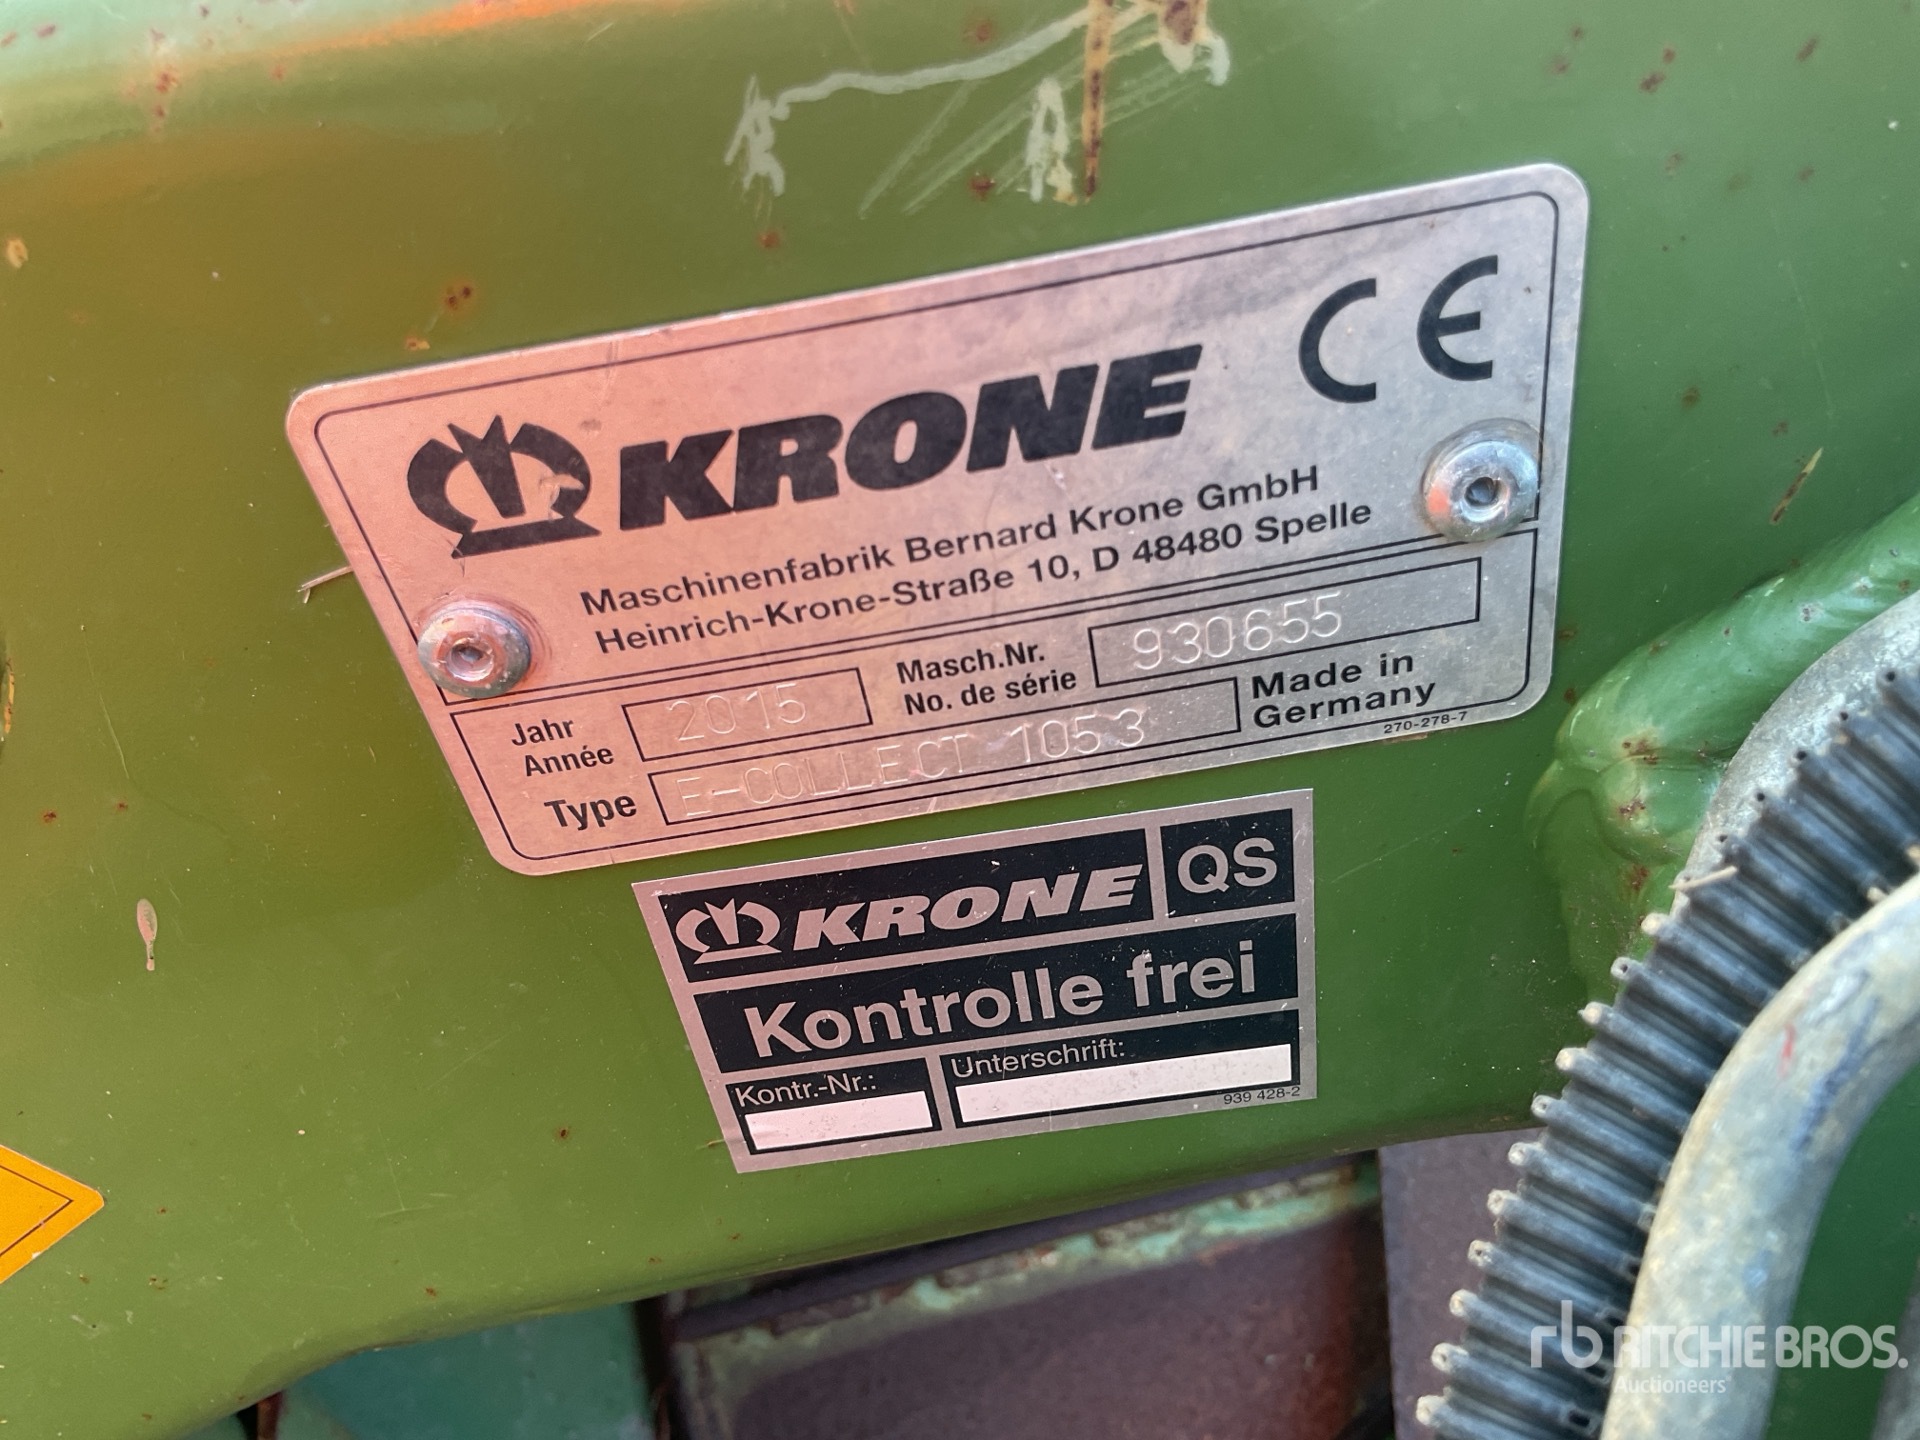 KRONE CE
Maschinenfabrik Bernard Krone GmbH
Heinrich-Krone-Straße 10, D 48480 Spelle
Jahr
Année
2015
Masch.Nr.
No. de série
930655
Type
E-COLLECT 1053
Made in
Germany
270-278-7
KRONE QS
Kontrolle frei
Kontr.-Nr.:
Unterschrift:
939 428-2
rb RITCHIE BROS.
Auctioneers